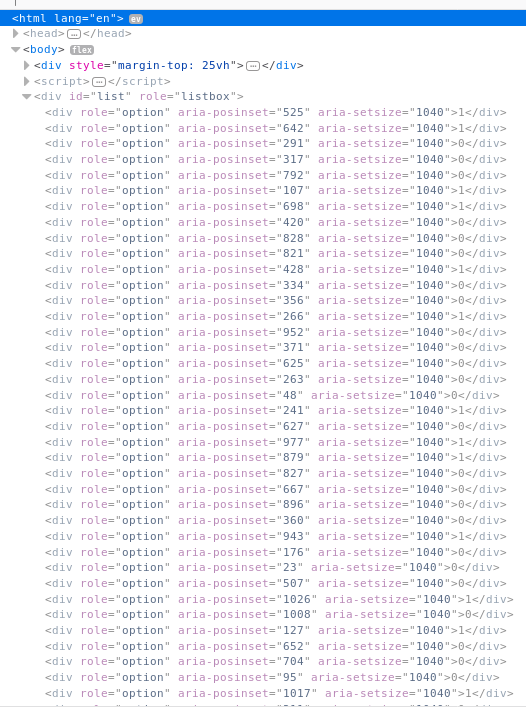 <html lang="en"> ev
<head>…</head>
<body> flex
<div style="margin-top: 25vh">…</div>
<script>…</script>
<div id="list" role="listbox">
<div role="option" aria-posinset="525" aria-setsize="1040">1</div>
<div role="option" aria-posinset="642" aria-setsize="1040">1</div>
<div role="option" aria-posinset="291" aria-setsize="1040">0</div>
<div role="option" aria-posinset="317" aria-setsize="1040">0</div>
<div role="option" aria-posinset="792" aria-setsize="1040">0</div>
<div role="option" aria-posinset="107" aria-setsize="1040">1</div>
<div role="option" aria-posinset="698" aria-setsize="1040">1</div>
<div role="option" aria-posinset="420" aria-setsize="1040">0</div>
<div role="option" aria-posinset="828" aria-setsize="1040">0</div>
<div role="option" aria-posinset="821" aria-setsize="1040">0</div>
<div role="option" aria-posinset="428" aria-setsize="1040">1</div>
<div role="option" aria-posinset="334" aria-setsize="1040">0</div>
<div role="option" aria-posinset="356" aria-setsize="1040">0</div>
<div role="option" aria-posinset="266" aria-setsize="1040">1</div>
<div role="option" aria-posinset="952" aria-setsize="1040">0</div>
<div role="option" aria-posinset="371" aria-setsize="1040">0</div>
<div role="option" aria-posinset="625" aria-setsize="1040">0</div>
<div role="option" aria-posinset="263" aria-setsize="1040">0</div>
<div role="option" aria-posinset="48" aria-setsize="1040">0</div>
<div role="option" aria-posinset="241" aria-setsize="1040">1</div>
<div role="option" aria-posinset="627" aria-setsize="1040">0</div>
<div role="option" aria-posinset="977" aria-setsize="1040">1</div>
<div role="option" aria-posinset="879" aria-setsize="1040">1</div>
<div role="option" aria-posinset="827" aria-setsize="1040">0</div>
<div role="option" aria-posinset="667" aria-setsize="1040">0</div>
<div role="option" aria-posinset="896" aria-setsize="1040">0</div>
<div role="option" aria-posinset="360" aria-setsize="1040">0</div>
<div role="option" aria-posinset="943" aria-setsize="1040">1</div>
<div role="option" aria-posinset="176" aria-setsize="1040">0</div>
<div role="option" aria-posinset="23" aria-setsize="1040">0</div>
<div role="option" aria-posinset="507" aria-setsize="1040">0</div>
<div role="option" aria-posinset="1026" aria-setsize="1040">1</div>
<div role="option" aria-posinset="1008" aria-setsize="1040">0</div>
<div role="option" aria-posinset="127" aria-setsize="1040">1</div>
<div role="option" aria-posinset="652" aria-setsize="1040">0</div>
<div role="option" aria-posinset="704" aria-setsize="1040">0</div>
<div role="option" aria-posinset="95" aria-setsize="1040">0</div>
<div role="option" aria-posinset="1017" aria-setsize="1040">1</div>